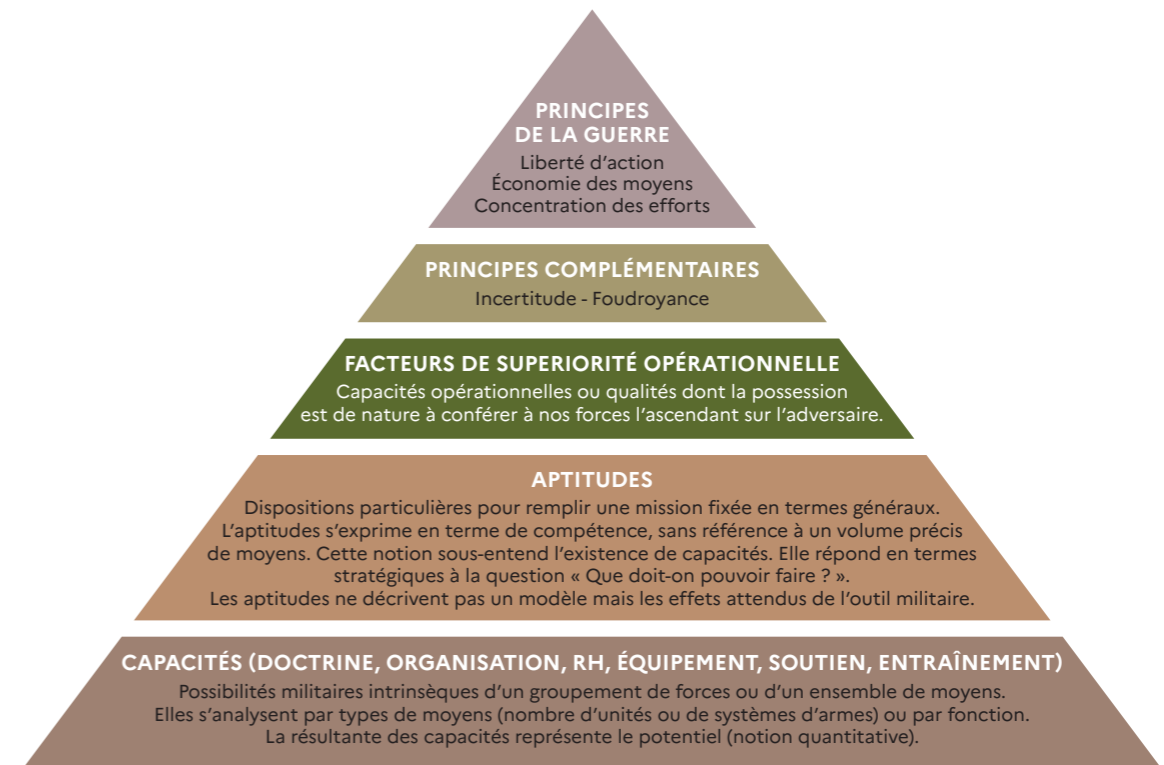 PRINCIPES
DE LA GUERRE
Liberté d’action
Économie des moyens
Concentration des efforts
PRINCIPES COMPLÉMENTAIRES
Incertitude - Foudroyance
FACTEURS DE SUPERIORITÉ OPÉRATIONNELLE
Capacités opérationnelles ou qualités dont la possession
est de nature à conférer à nos forces l’ascendant sur l’adversaire.
APTITUDES
Dispositions particulières pour remplir une mission fixée en termes généraux.
L’aptitudes s’exprime en terme de compétence, sans référence à un volume précis
de moyens. Cette notion sous-entend l’existence de capacités. Elle répond en termes
stratégiques à la question « Que doit-on pouvoir faire ? ».
Les aptitudes ne décrivent pas un modèle mais les effets attendus de l’outil militaire.
CAPACITÉS (DOCTRINE, ORGANISATION, RH, ÉQUIPEMENT, SOUTIEN, ENTRAÎNEMENT)
Possibilités militaires intrinsèques d’un groupement de forces ou d’un ensemble de moyens.
Elles s’analysent par types de moyens (nombre d’unités ou de systèmes d’armes) ou par fonction.
La résultante des capacités représente le potentiel (notion quantitative).